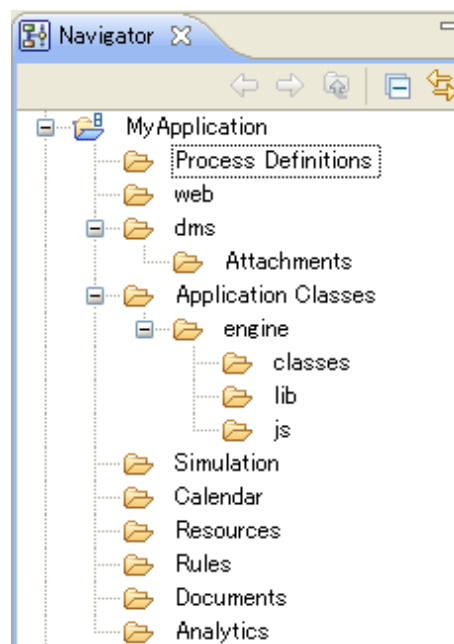 Navigator
MyApplication
Process Definitions
web
dms
Attachments
Application Classes
engine
classes
lib
js
Simulation
Calendar
Resources
Rules
Documents
Analytics